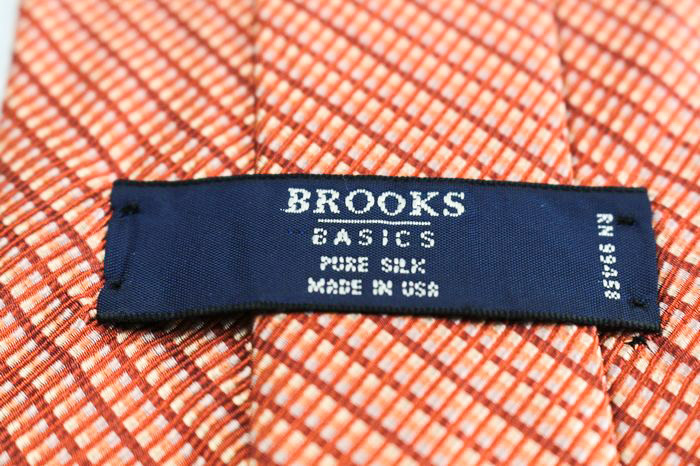 BROOKS
BASICS
PURE SILK
MADE IN USA
RN 99458